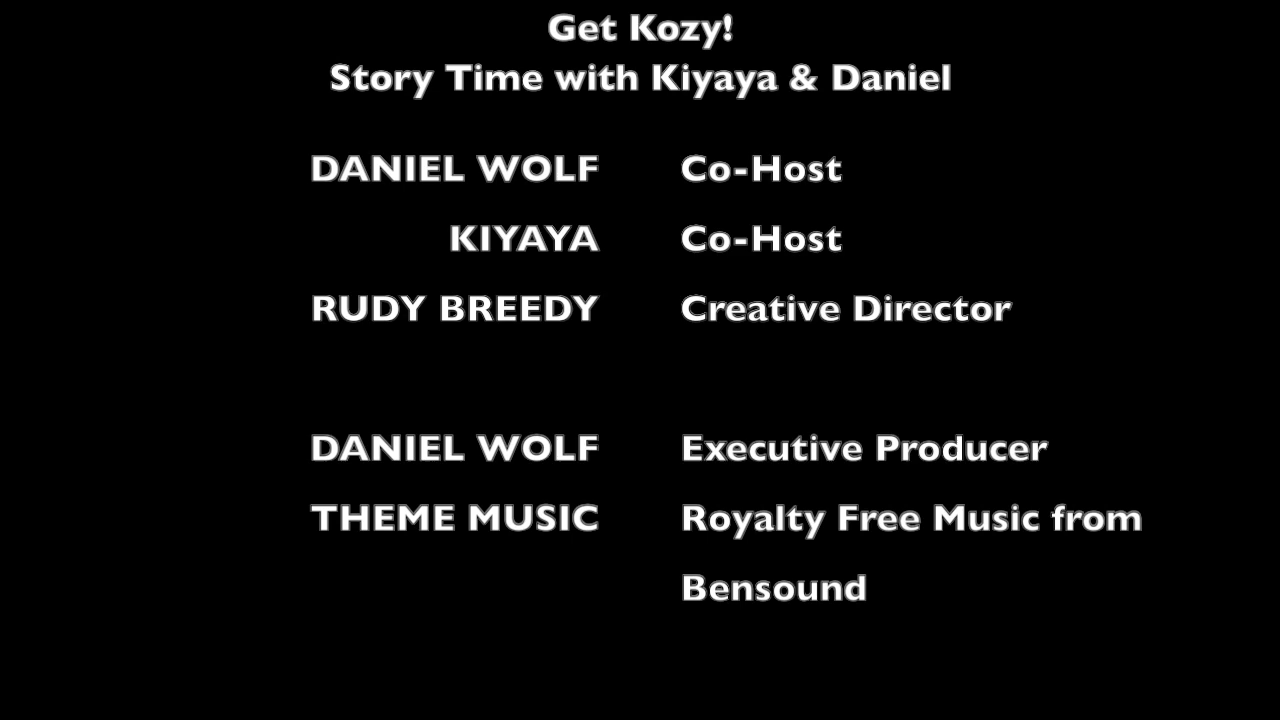 Get Kozy!
Story Time with Kiyaya & Daniel
DANIEL WOLF Co-Host
KIYAYA Co-Host
RUDY BREEDY Creative Director
DANIEL WOLF Executive Producer
THEME MUSIC Royalty Free Music from
Bensound